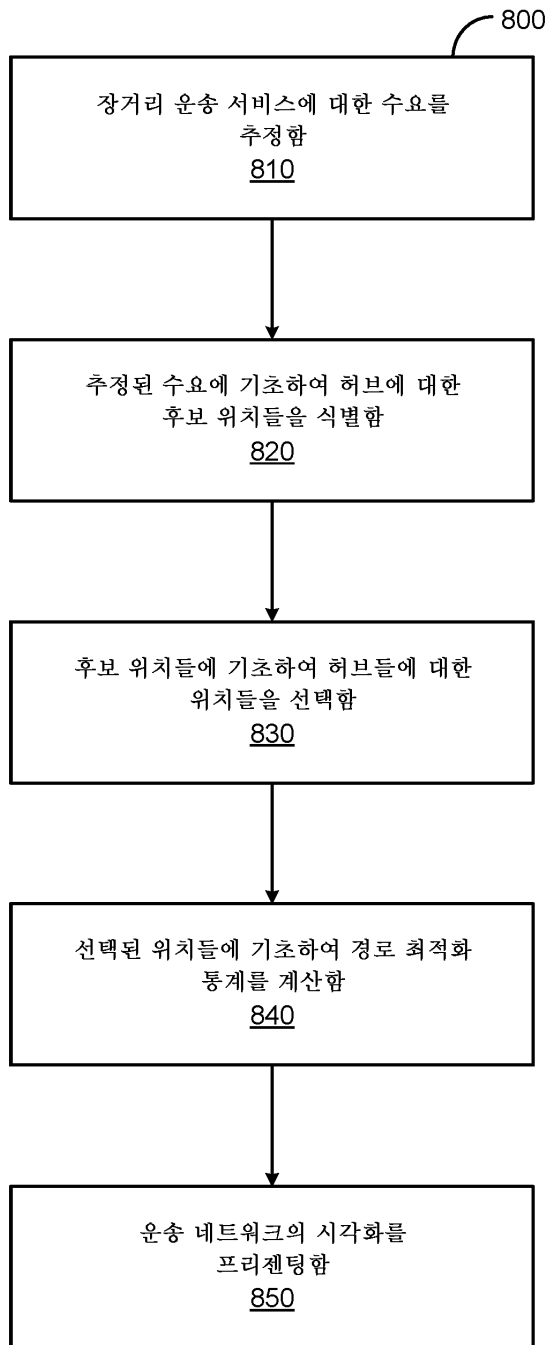 800
장거리 운송 서비스에 대한 수요를
추정함
810
추정된 수요에 기초하여 허브에 대한
후보 위치들을 식별함
820
후보 위치들에 기초하여 허브들에 대한
위치들을 선택함
830
선택된 위치들에 기초하여 경로 최적화
통계를 계산함
840
운송 네트워크의 시각화를
프리젠팅함
850